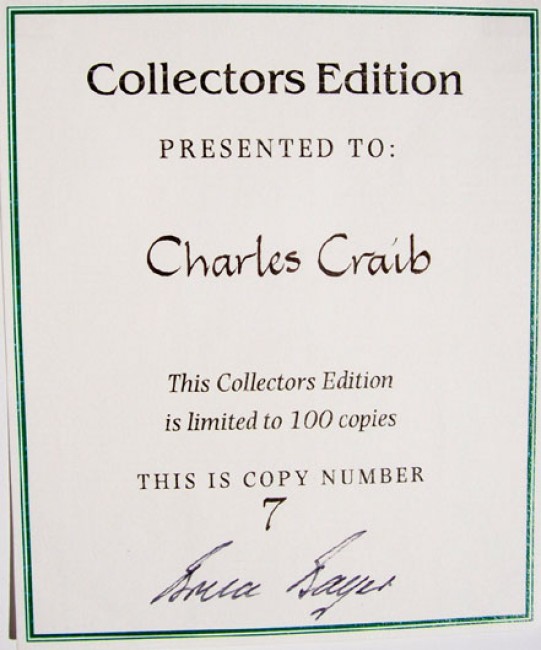 Collectors Edition
PRESENTED TO:
Charles Craib
This Collectors Edition
is limited to 100 copies
THIS IS COPY NUMBER
7